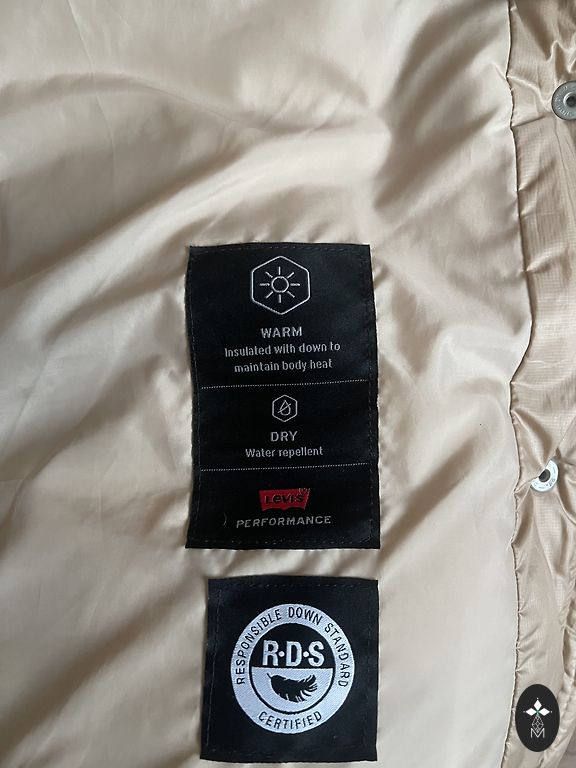 WARM
Insulated with down to
maintain body heat
DRY
Water repellent
LEVI'S
PERFORMANCE
RESPONSIBLE DOWN STANDARD
R·D·S
CERTIFIED
M